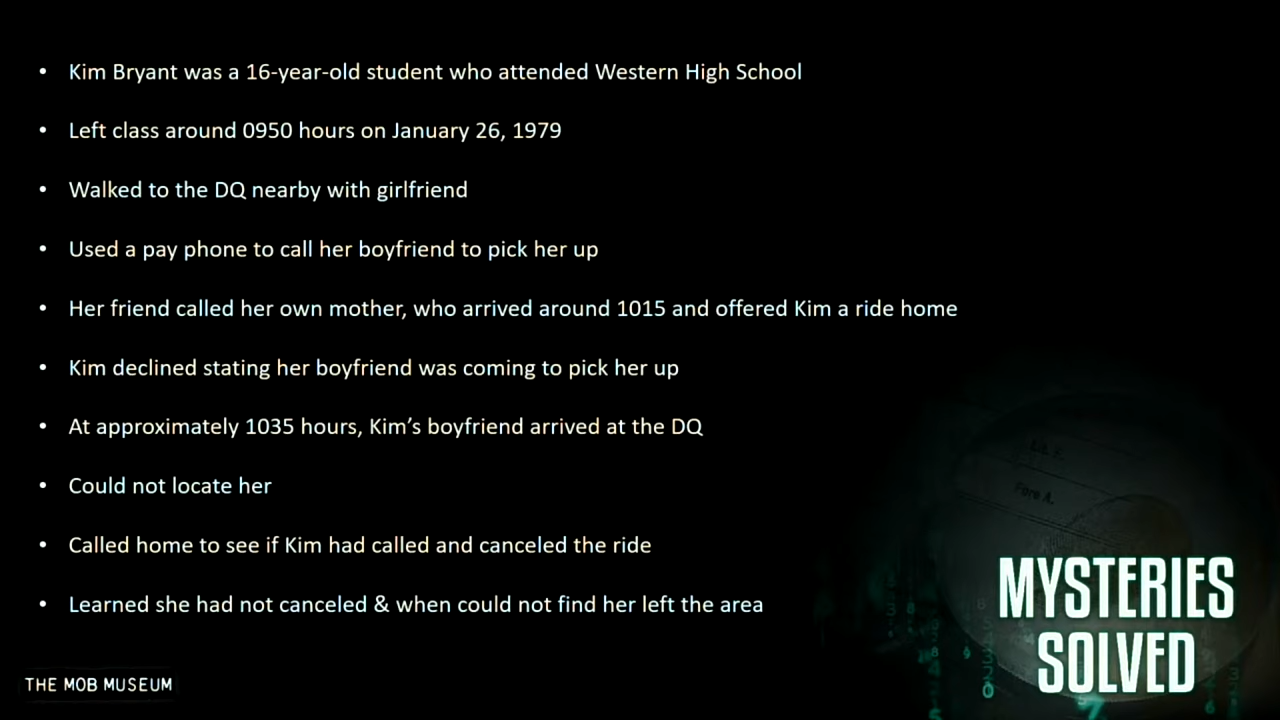 • Kim Bryant was a 16-year-old student who attended Western High School
• Left class around 0950 hours on January 26, 1979
• Walked to the DQ nearby with girlfriend
• Used a pay phone to call her boyfriend to pick her up
• Her friend called her own mother, who arrived around 1015 and offered Kim a ride home
• Kim declined stating her boyfriend was coming to pick her up
• At approximately 1035 hours, Kim’s boyfriend arrived at the DQ
• Could not locate her
• Called home to see if Kim had called and canceled the ride
• Learned she had not canceled & when could not find her left the area
MYSTERIES
SOLVED
THE MOB MUSEUM